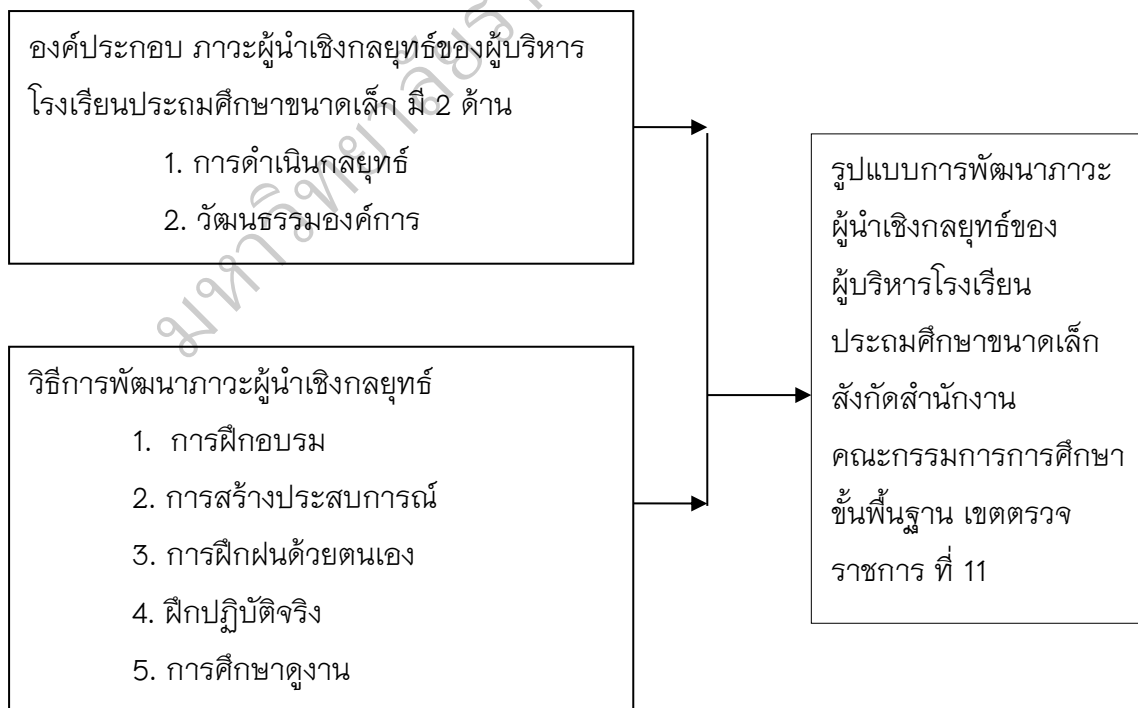 องค์ประกอบ ภาวะผู้นำเชิงกลยุทธ์ของผู้บริหาร
โรงเรียนประถมศึกษาขนาดเล็ก มี 2 ด้าน
1. การดำเนินกลยุทธ์
2. วัฒนธรรมองค์การ
วิธีการพัฒนาภาวะผู้นำเชิงกลยุทธ์
1. การฝึกอบรม
2. การสร้างประสบการณ์
3. การฝึกฝนด้วยตนเอง
4. ฝึกปฏิบัติจริง
5. การศึกษาดูงาน
รูปแบบการพัฒนาภาวะ
ผู้นำเชิงกลยุทธ์ของ
ผู้บริหารโรงเรียน
ประถมศึกษาขนาดเล็ก
สังกัดสำนักงาน
คณะกรรมการการศึกษา
ขั้นพื้นฐาน เขตตรวจ
ราชการ ที่ 11